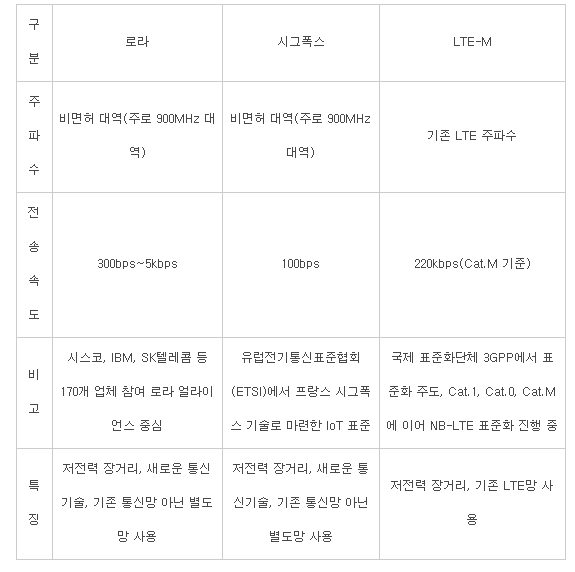 구
분
로라
시그폭스
LTE-M
주
파
수
비면허 대역(주로 900MHz 대
역)
비면허 대역(주로 900MHz
대역)
기존 LTE 주파수
전
송
속
도
300bps~5kbps
100bps
220kbps(Cat.M 기준)
비
고
시스코, IBM, SK텔레콤 등
170개 업체 참여 로라 얼라이
언스 중심
유럽전기통신표준협회
(ETSI)에서 프랑스 시그폭
스 기술로 마련한 IoT 표준
국제 표준화단체 3GPP에서 표
준화 주도, Cat.1, Cat.0, Cat.M
에 이어 NB-LTE 표준화 진행 중
특
징
저전력 장거리, 새로운 통신
기술, 기존 통신망 아닌 별도
망 사용
저전력 장거리, 새로운 통
신기술, 기존 통신망 아닌
별도망 사용
저전력 장거리, 기존 LTE망 사
용